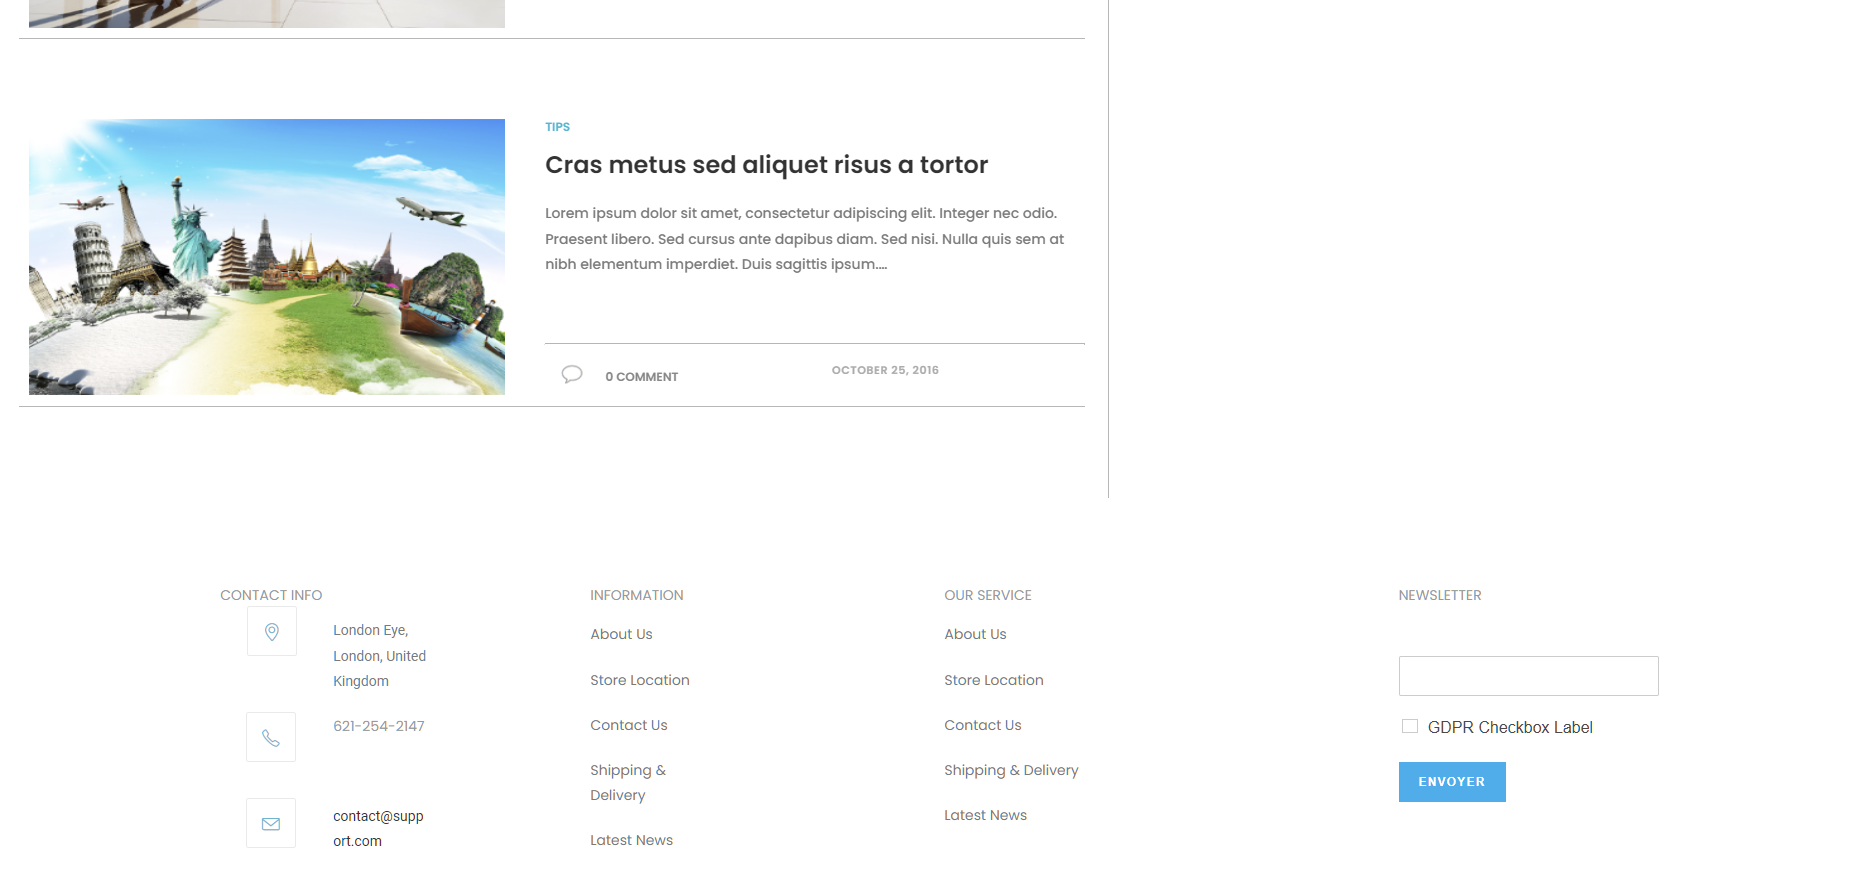 TIPS
Cras metus sed aliquet risus a tortor
Lorem ipsum dolor sit amet, consectetur adipiscing elit. Integer nec odio.
Praesent libero. Sed cursus ante dapibus diam. Sed nisi. Nulla quis sem at
nibh elementum imperdiet. Duis sagittis ipsum....
0 COMMENT
OCTOBER 25, 2016
CONTACT INFO
London Eye,
London, United
Kingdom
621-254-2147
contact@supp
ort.com
INFORMATION
About Us
Store Location
Contact Us
Shipping &
Delivery
Latest News
OUR SERVICE
About Us
Store Location
Contact Us
Shipping & Delivery
Latest News
NEWSLETTER
GDPR Checkbox Label
ENVOYER